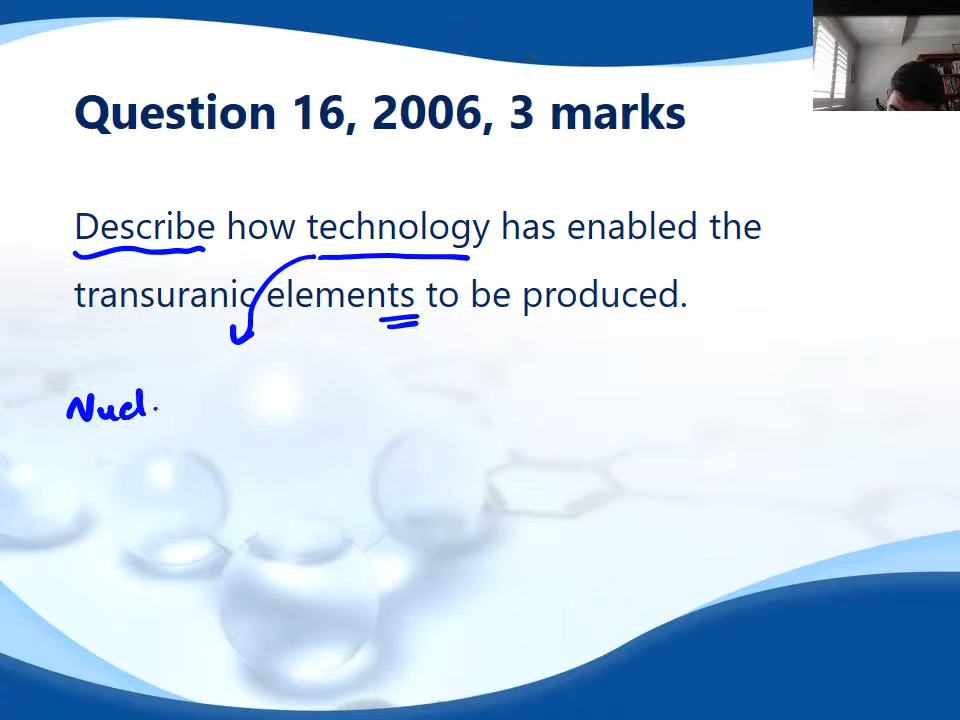 Question 16, 2006, 3 marks
Describe how technology has enabled the
transuranic elements to be produced.
Nucl.